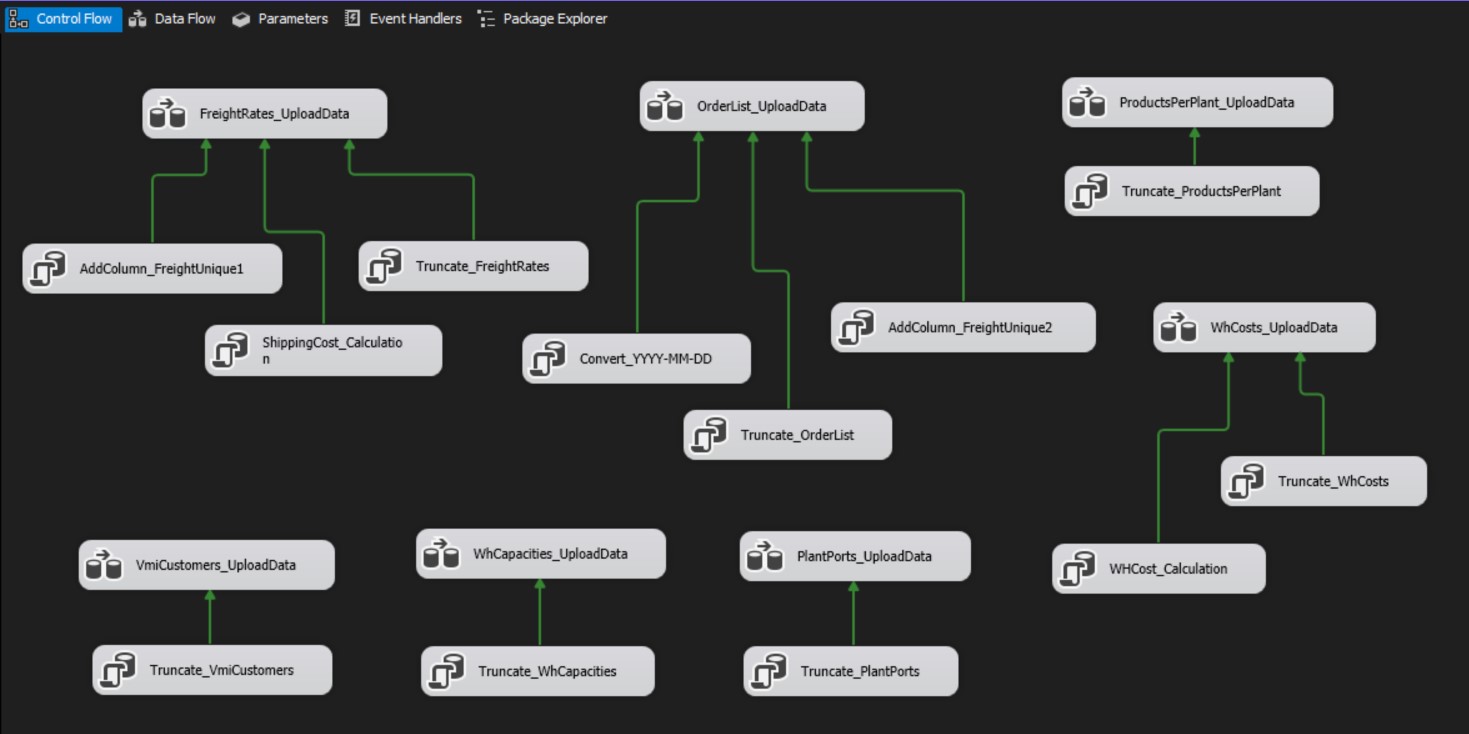 Control Flow
Data Flow
Parameters
Event Handlers
Package Explorer
FreightRates_UploadData
OrderList_UploadData
ProductsPerPlant_UploadData
Truncate_ProductsPerPlant
AddColumn_FreightUnique1
Truncate_FreightRates
ShippingCost_Calculatio
n
Convert_YYYY-MM-DD
AddColumn_FreightUnique2
WhCosts_UploadData
Truncate_OrderList
Truncate_WhCosts
VmiCustomers_UploadData
WhCapacities_UploadData
PlantPorts_UploadData
WHCost_Calculation
Truncate_VmiCustomers
Truncate_WhCapacities
Truncate_PlantPorts